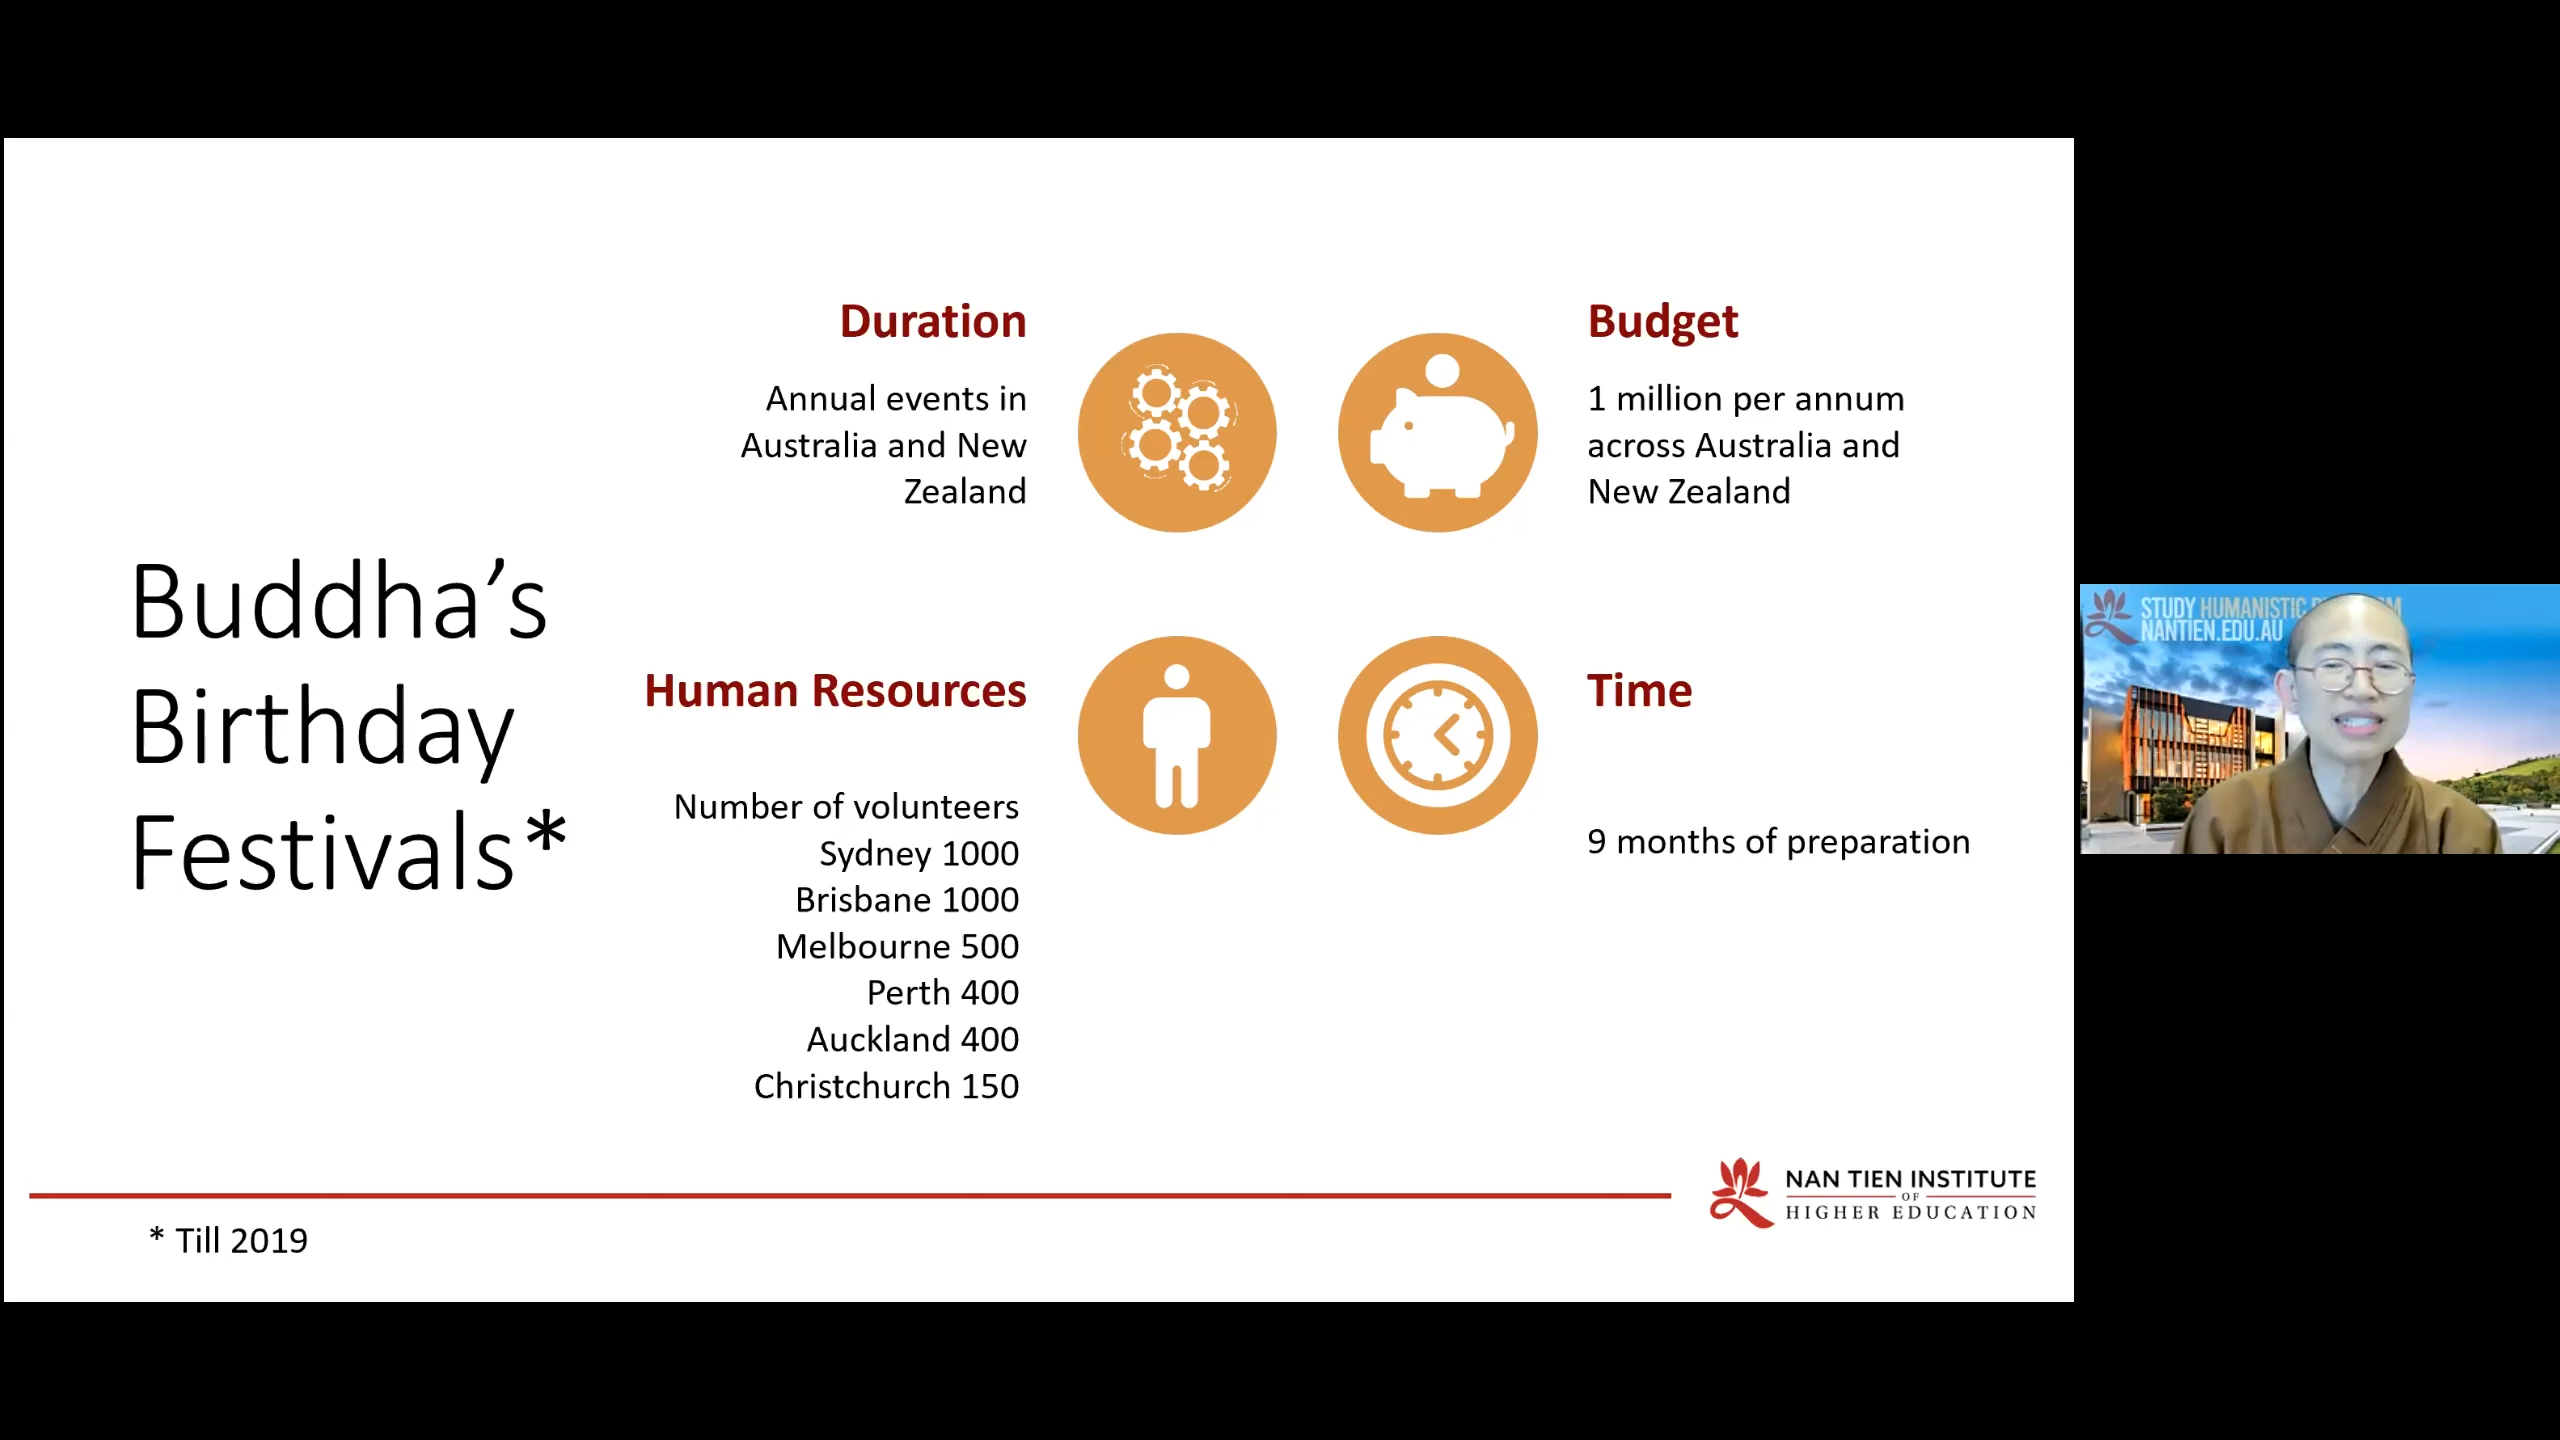 Buddha’s
Birthday
Festivals*
Duration
Annual events in
Australia and New
Zealand
Budget
1 million per annum
across Australia and
New Zealand
Human Resources
Number of volunteers
Sydney 1000
Brisbane 1000
Melbourne 500
Perth 400
Auckland 400
Christchurch 150
Time
9 months of preparation
* Till 2019
NAN TIEN INSTITUTE
OF
HIGHER EDUCATION
STUDY HUMANISTIC
NANTIEN.EDU.AU